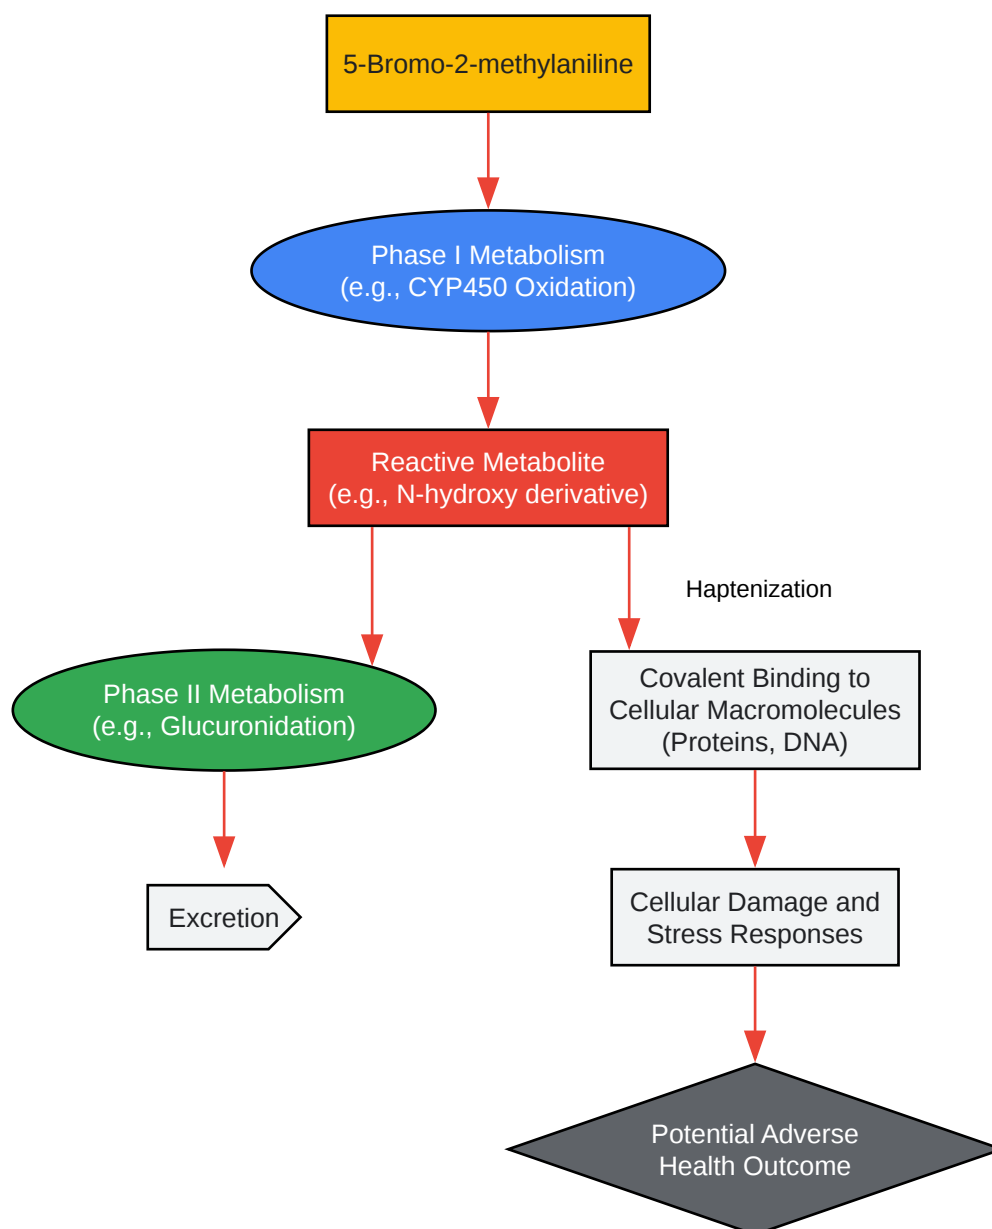 5-Bromo-2-methylaniline
Phase I Metabolism
(e.g., CYP450 Oxidation)
Reactive Metabolite
(e.g., N-hydroxy derivative)
Haptenization
Phase II Metabolism
(e.g., Glucuronidation)
Covalent Binding to
Cellular Macromolecules
(Proteins, DNA)
Excretion
Cellular Damage and
Stress Responses
Potential Adverse
Health Outcome